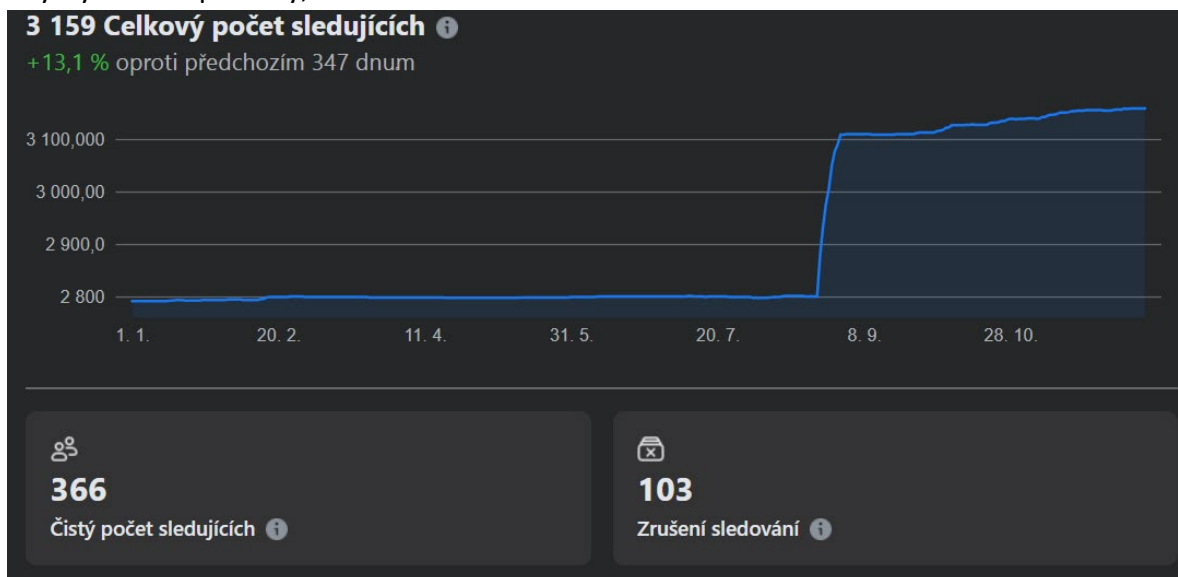 3 159 Celkový počet sledujících
+13,1 % oproti předchozím 347 dnum
3 100,000
3 000,00
2 900,0
2 800
1. 1. 20. 2. 11. 4. 31. 5. 20. 7. 8. 9. 28. 10.
366
Čistý počet sledujících
103
Zrušení sledování